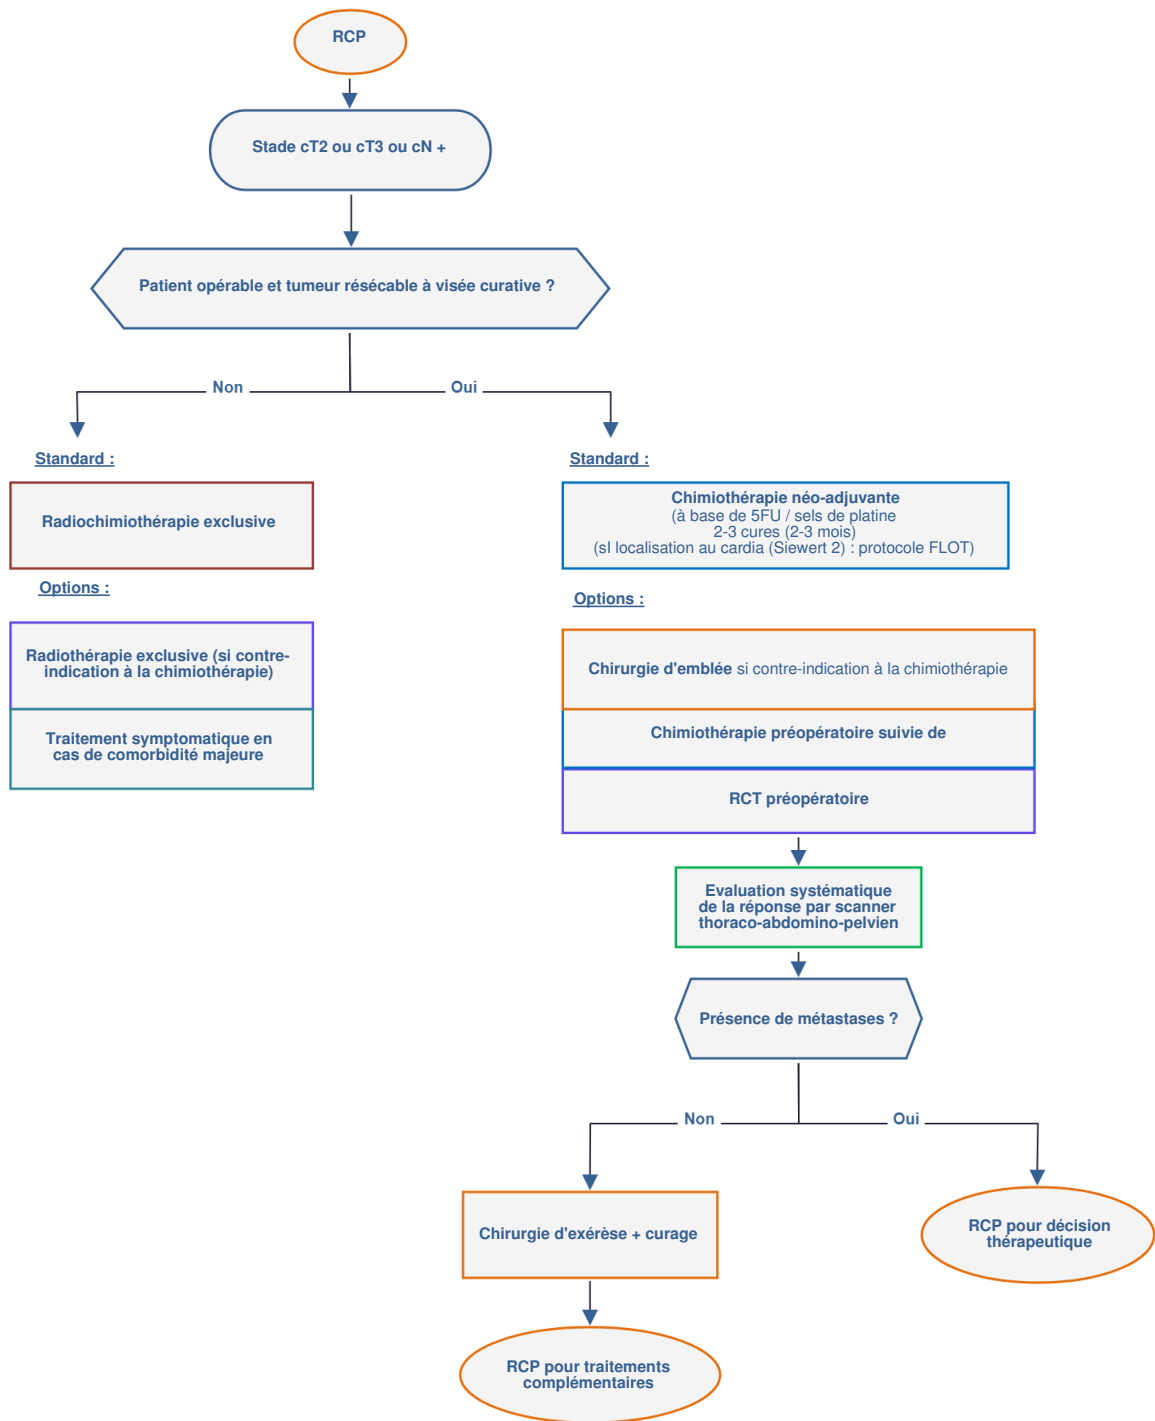 RCP
Stade cT2 ou cT3 ou cN +
Patient opérable et tumeur résécable à visée curative ?
Non
Oui
Standard :
Radiochimiothérapie exclusive
Options :
Radiothérapie exclusive (si contre-
indication à la chimiothérapie)
Traitement symptomatique en
cas de comorbidité majeure
Standard :
Chimiothérapie néo-adjuvante
(à base de 5FU / sels de platine
2-3 cures (2-3 mois)
(sI localisation au cardia (Siewert 2) : protocole FLOT)
Options :
Chirurgie d'emblée si contre-indication à la chimiothérapie
Chimiothérapie préopératoire suivie de
RCT préopératoire
Evaluation systématique
de la réponse par scanner
thoraco-abdomino-pelvien
Présence de métastases ?
Non
Oui
Chirurgie d'exérèse + curage
RCP pour décision
thérapeutique
RCP pour traitements
complémentaires